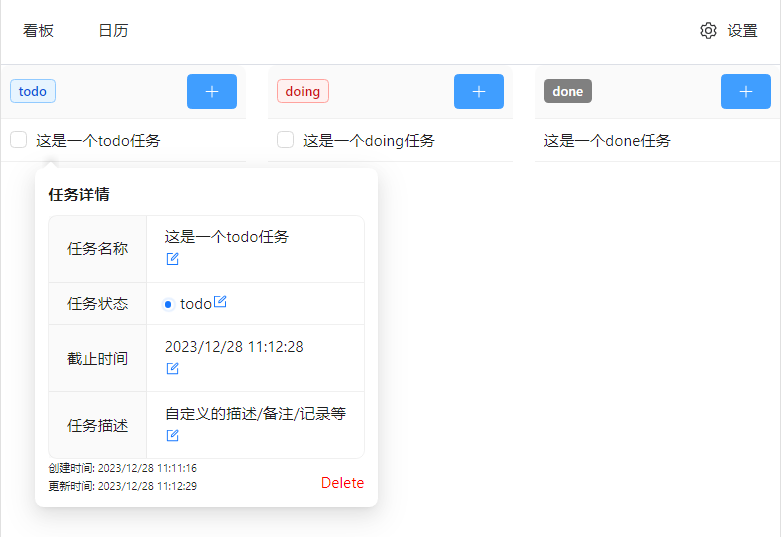 看板 日历 设置
todo doing done
这是一个todo任务 这是一个doing任务 这是一个done任务
任务详情
任务名称 这是一个todo任务
任务状态 todo
截止时间 2023/12/28 11:12:28
任务描述 自定义的描述/备注/记录等
创建时间: 2023/12/28 11:11:16
更新时间: 2023/12/28 11:12:29
Delete